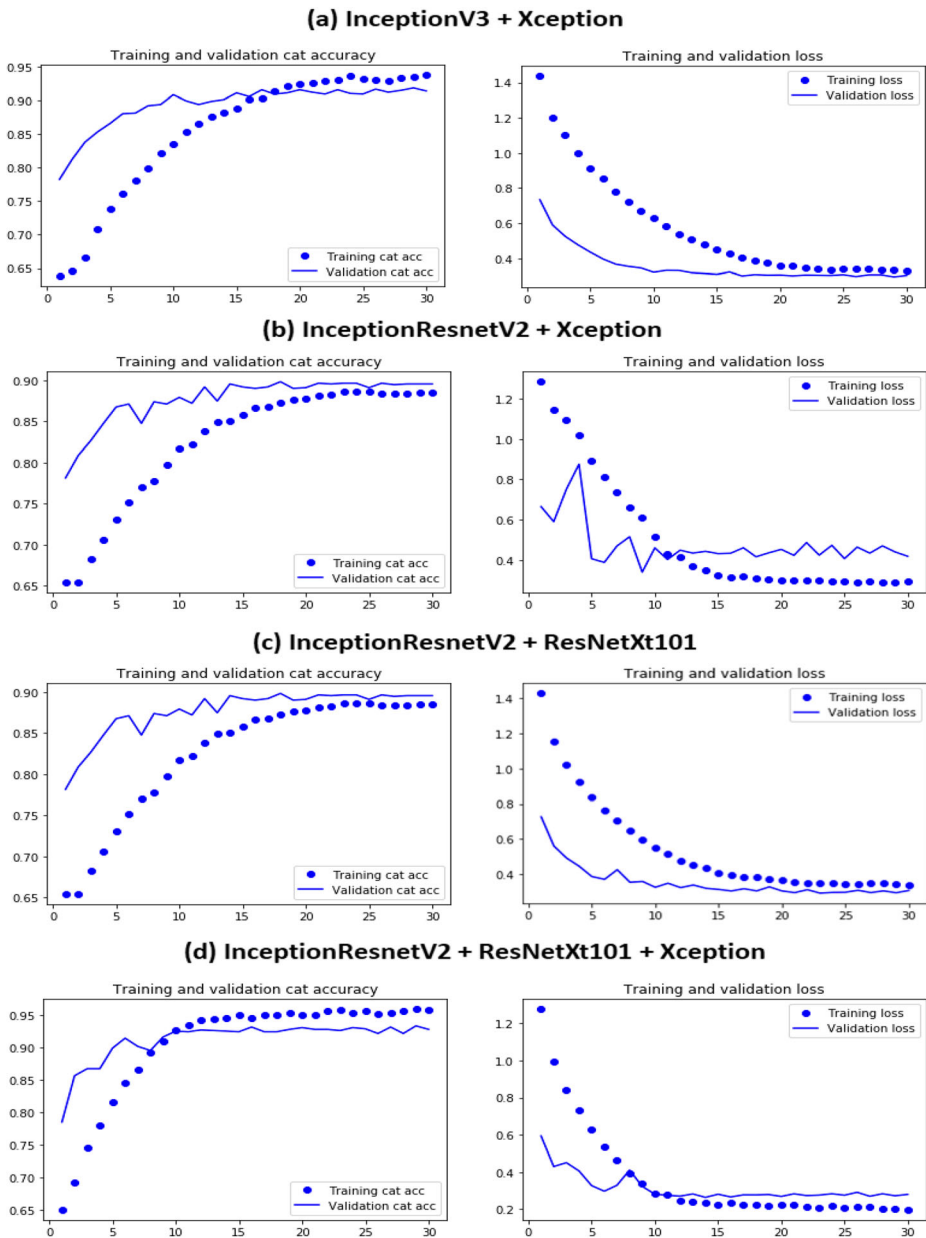 (a) InceptionV3 + Xception
Training and validation cat accuracy
0.95
0.90
0.85
0.80
0.75
0.70
0.65
Training cat acc
Validation cat acc
0 5 10 15 20 25 30
Training and validation loss
1.4
1.2
1.0
0.8
0.6
0.4
Training loss
Validation loss
0 5 10 15 20 25 30
(b) InceptionResnetV2 + Xception
Training and validation cat accuracy
0.90
0.85
0.80
0.75
0.70
0.65
Training cat acc
Validation cat acc
0 5 10 15 20 25 30
Training and validation loss
1.2
1.0
0.8
0.6
0.4
Training loss
Validation loss
0 5 10 15 20 25 30
(c) InceptionResnetV2 + ResNetXt101
Training and validation cat accuracy
0.90
0.85
0.80
0.75
0.70
0.65
Training cat acc
Validation cat acc
0 5 10 15 20 25 30
Training and validation loss
1.4
1.2
1.0
0.8
0.6
0.4
Training loss
Validation loss
0 5 10 15 20 25 30
(d) InceptionResnetV2 + ResNetXt101 + Xception
Training and validation cat accuracy
0.95
0.90
0.85
0.80
0.75
0.70
0.65
Training cat acc
Validation cat acc
0 5 10 15 20 25 30
Training and validation loss
1.2
1.0
0.8
0.6
0.4
0.2
Training loss
Validation loss
0 5 10 15 20 25 30